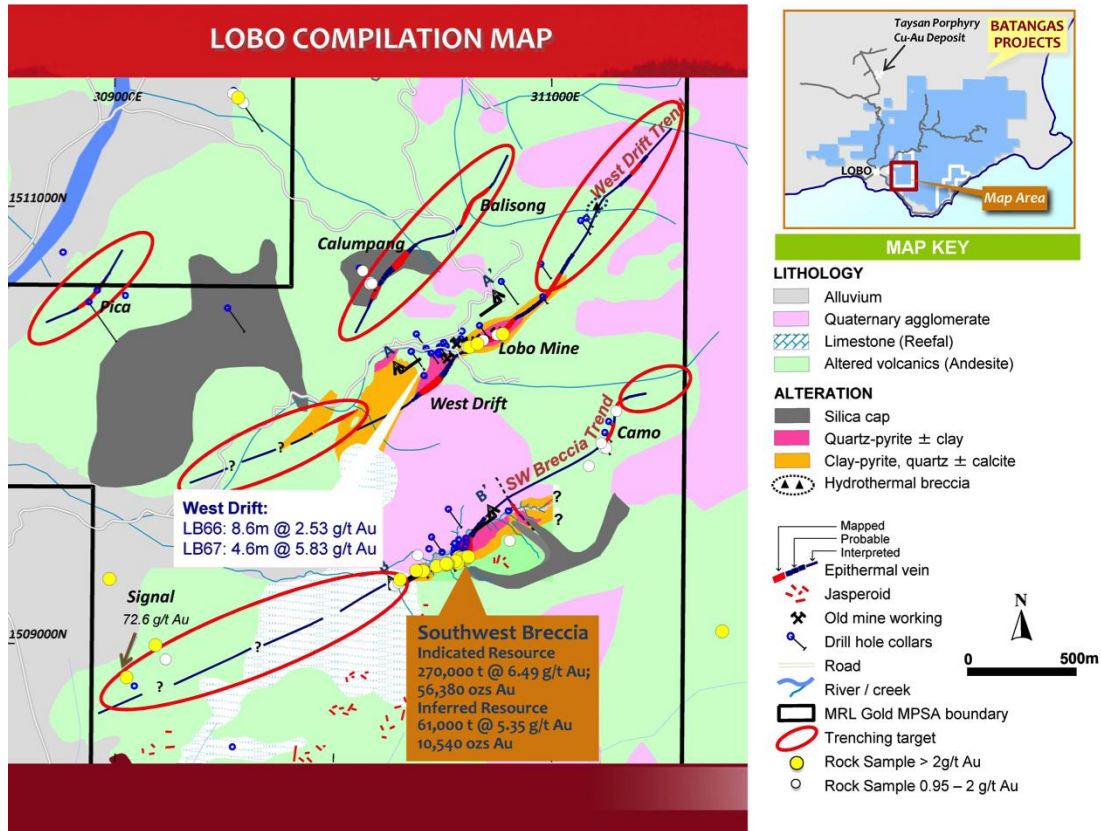 LOBO COMPILATION MAP
309000E
311000E
1511000N
West Drift Trend
Balisong
Calumpang
Pica
A'
Lobo Mine
A
West Drift
Camo
SW Breccia Trend
B'
?
?
?
?
West Drift:
LB66: 8.6m @ 2.53 g/t Au
LB67: 4.6m @ 5.83 g/t Au
Signal
72.6 g/t Au
1509000N
?
?
Southwest Breccia
Indicated Resource
270,000 t @ 6.49 g/t Au;
56,380 ozs Au
Inferred Resource
61,000 t @ 5.35 g/t Au
10,540 ozs Au
Taysan Porphyry
Cu-Au Deposit
BATANGAS
PROJECTS
LOBO
Map Area
MAP KEY
LITHOLOGY
Alluvium
Quaternary agglomerate
Limestone (Reefal)
Altered volcanics (Andesite)
ALTERATION
Silica cap
Quartz-pyrite ± clay
Clay-pyrite, quartz ± calcite
Hydrothermal breccia
Mapped
Probable
Interpreted
Epithermal vein
Jasperoid
Old mine working
Drill hole collars
Road
River / creek
MRL Gold MPSA boundary
Trenching target
Rock Sample > 2g/t Au
Rock Sample 0.95 – 2 g/t Au
N
0 500m